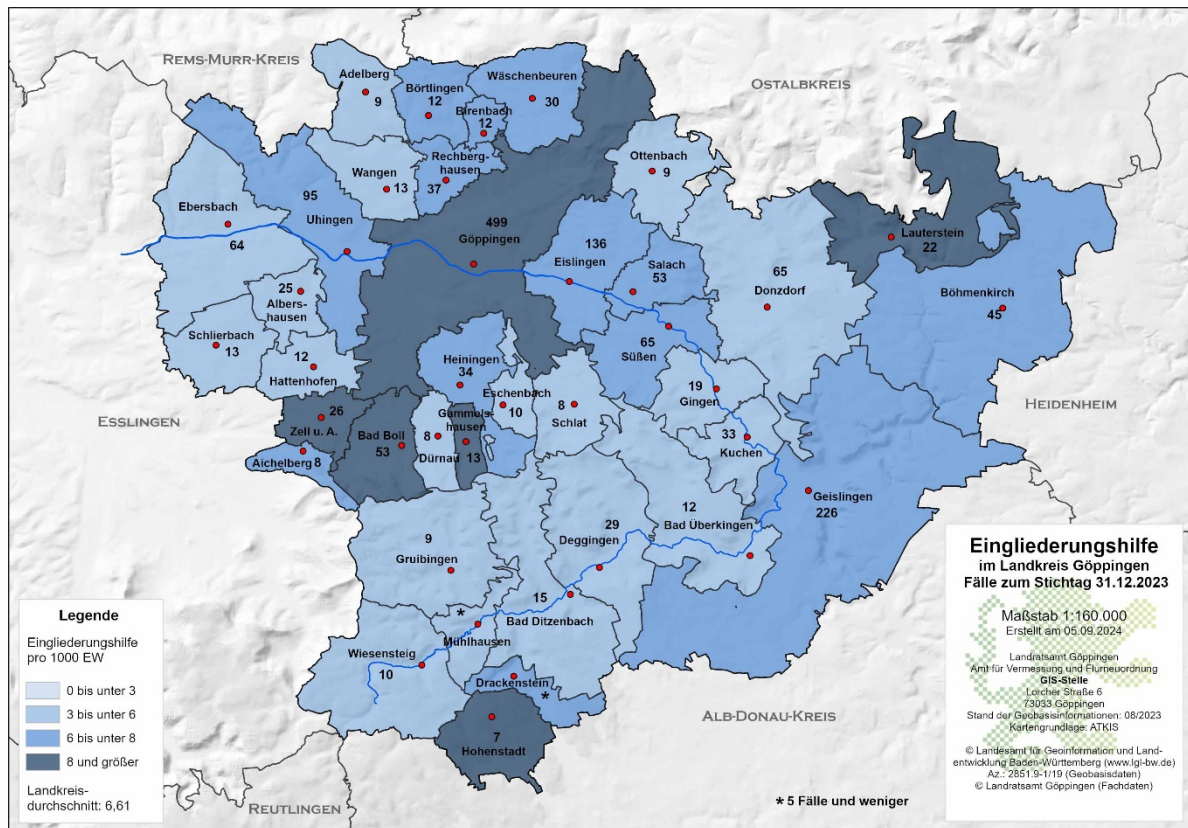 REMS-MURR-KREIS
OSTALBKREIS
HEIDENHEIM
ALB-DONAU-KREIS
REUTLINGEN
ESSLINGEN
Adelberg
9
Börtlingen
12
Birenbach
12
Wäschenbeuren
30
Wangen
13
Rechberg-
hausen
37
Ottenbach
9
Ebersbach
64
95
Uhingen
499
Göppingen
136
Eislingen
Salach
53
65
Donzdorf
Lauterstein
22
Böhmenkirch
45
25
Albers-
hausen
Schlierbach
13
12
Hattenhofen
Heiningen
34
Eschenbach
10
65
Süßen
19
Gingen
33
Kuchen
8
Schlat
26
Zell u. A.
Bad Boll
53
8
Dürnau
Gammels-
hausen
13
Aichelberg 8
Geislingen
226
12
Bad Überkingen
29
Deggingen
9
Gruibingen
15
Bad Ditzenbach
*
Mühlhausen
Wiesensteig
10
Drackenstein
*
7
Hohenstadt
Legende
Eingliederungshilfe
pro 1000 EW
0 bis unter 3
3 bis unter 6
6 bis unter 8
8 und größer
Landkreis-
durchschnitt: 6,61
* 5 Fälle und weniger
Eingliederungshilfe
im Landkreis Göppingen
Fälle zum Stichtag 31.12.2023
Maßstab 1:160.000
Erstellt am 05.09.2024
Landratsamt Göppingen
Amt für Vermessung und Flurneuordnung
GIS-Stelle
Lorcher Straße 6
73033 Göppingen
Stand der Geobasisinformationen: 08/2023
Kartengrundlage: ATKIS
© Landesamt für Geoinformation und Land-
entwicklung Baden-Württemberg (www.lgl-bw.de)
Az.: 2851.9-1/19 (Geobasisdaten)
© Landratsamt Göppingen (Fachdaten)